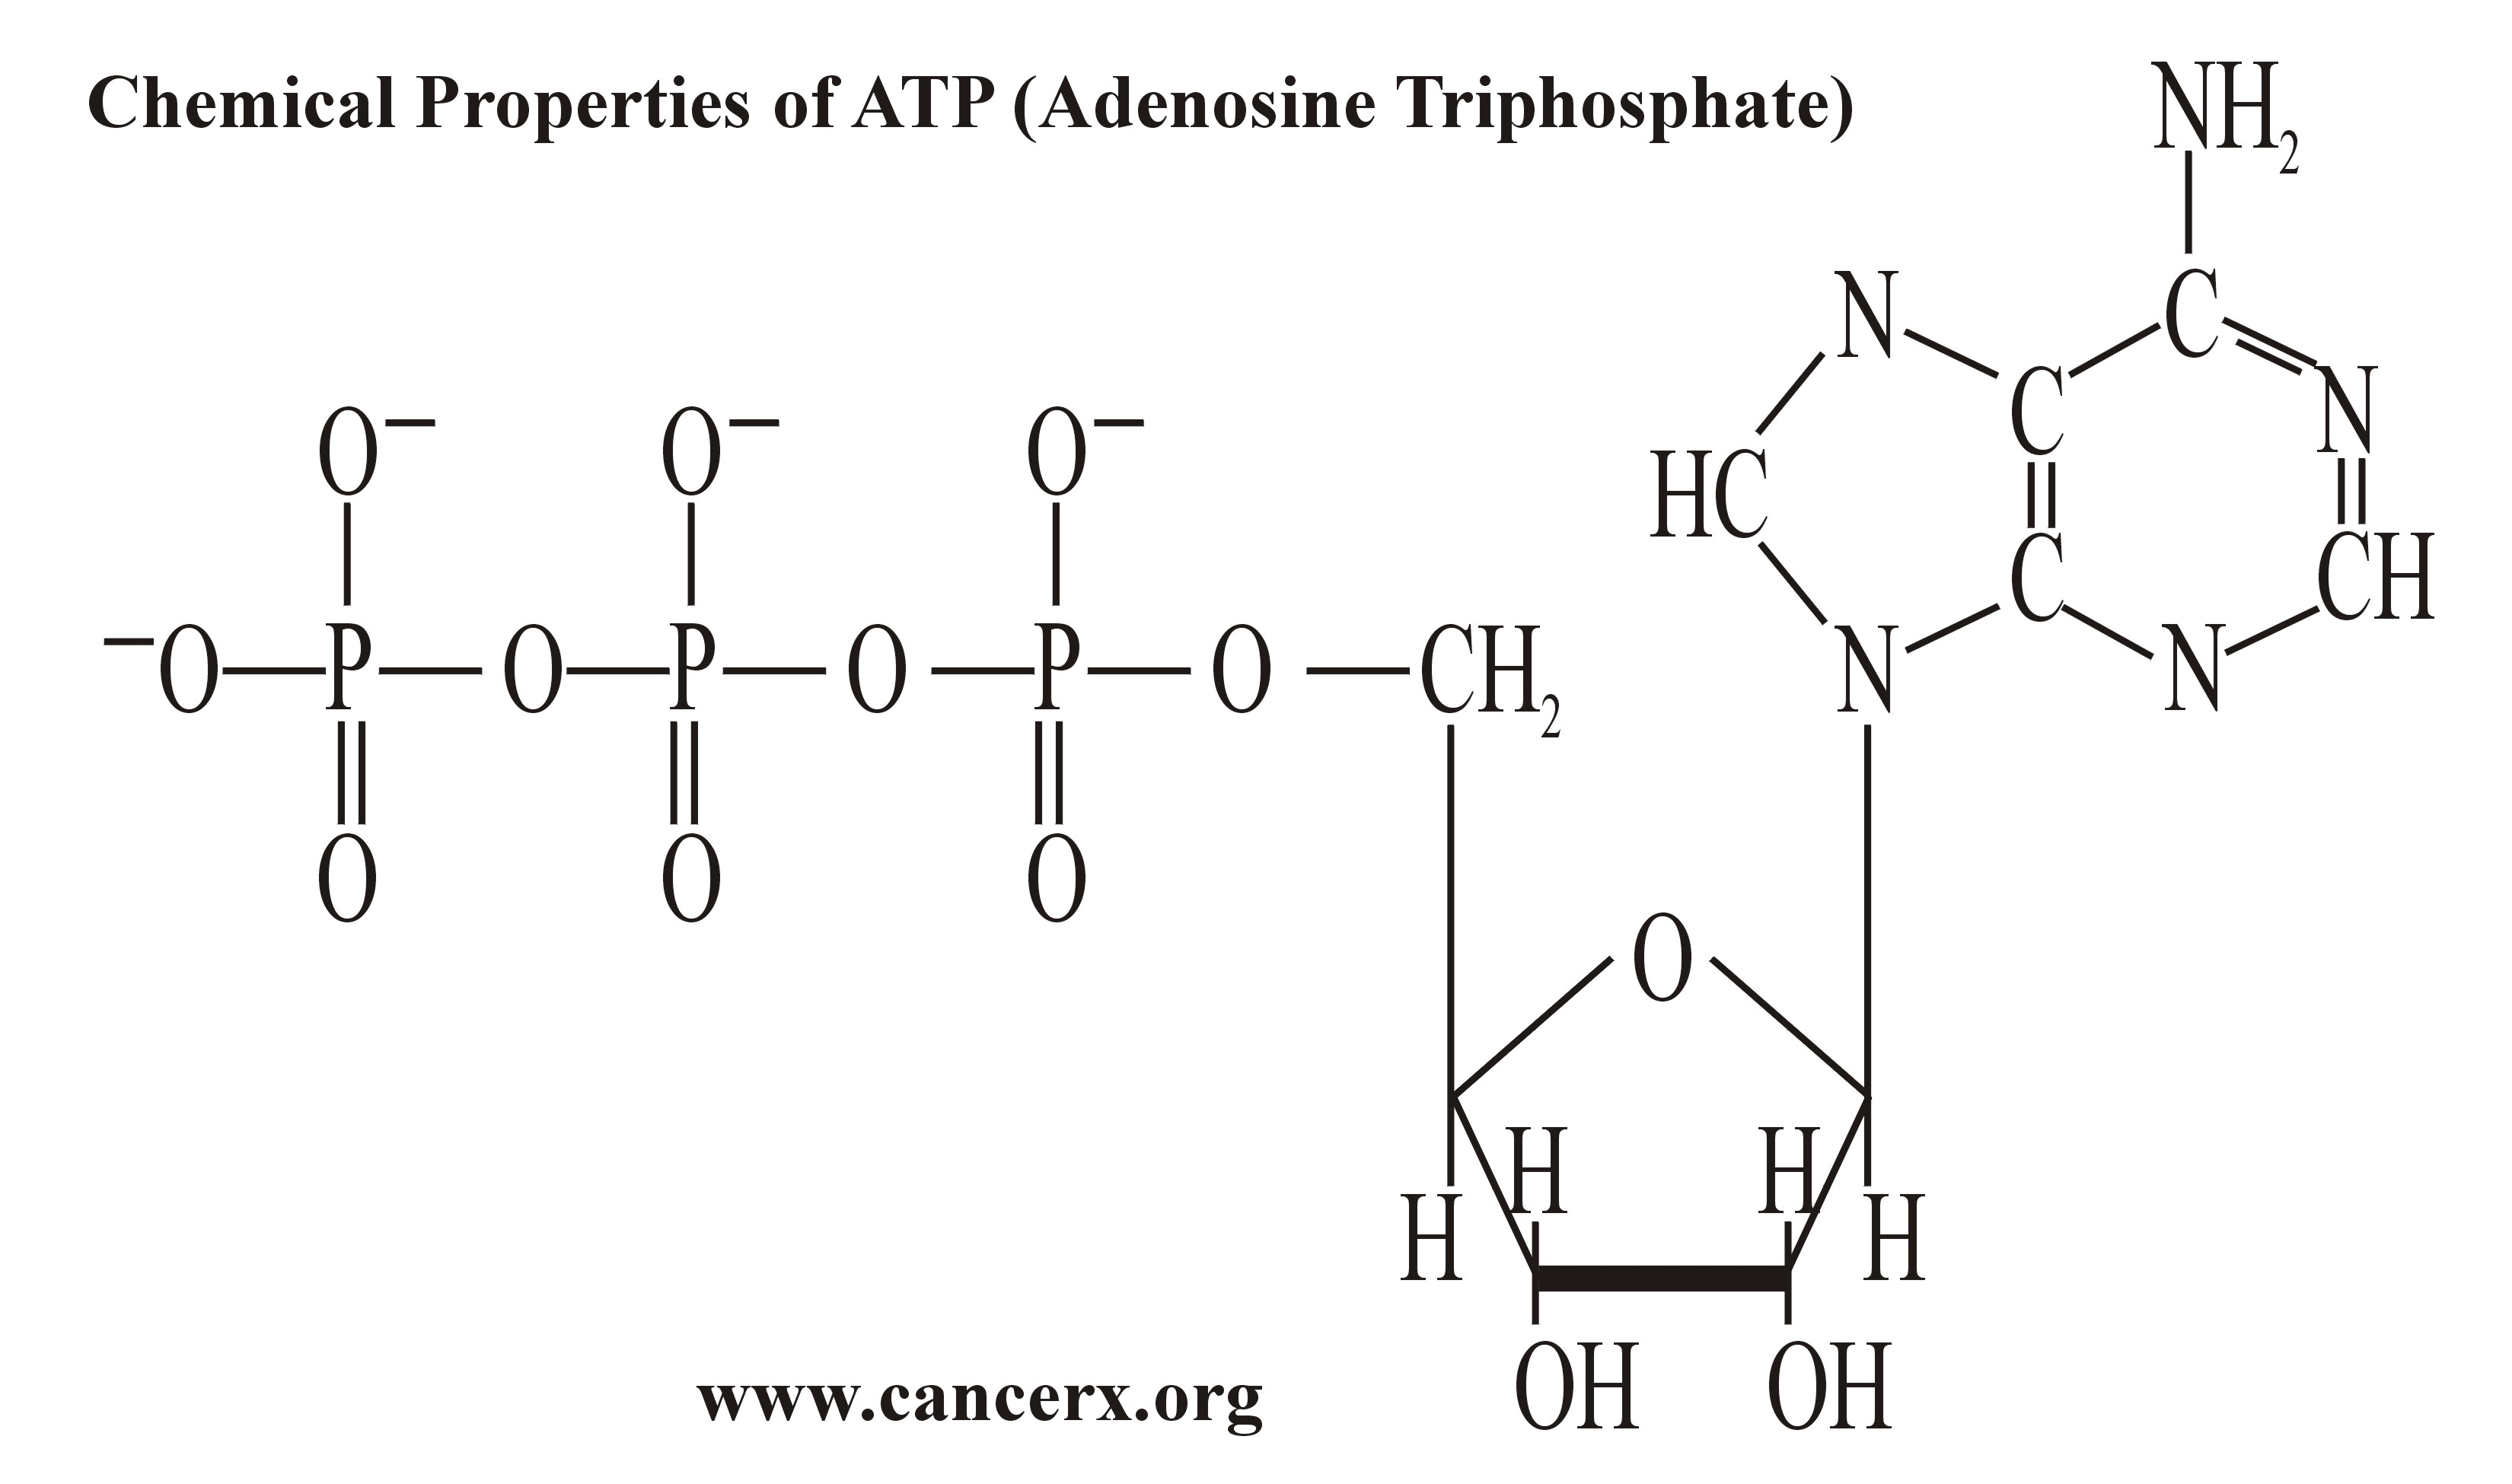 Chemical Properties of ATP (Adenosine Triphosphate)
NH2
N C
C N
O– O– O–
HC
C CH
–O P O P O P O CH2 N N
O O O
O
H H
H H
OH OH
www.cancerx.org